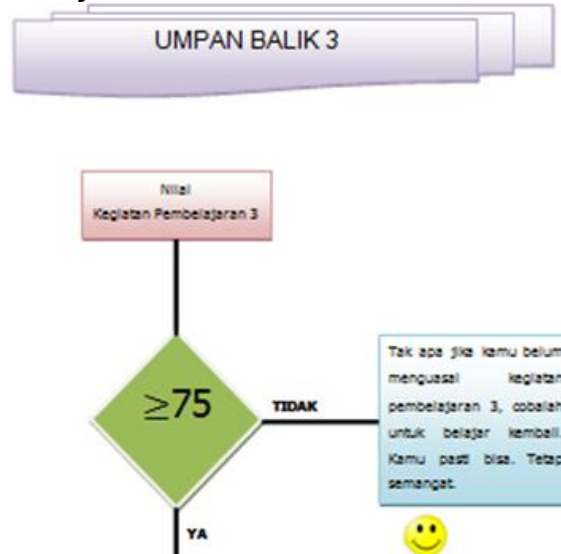 UMPAN BALIK 3
Nilai
Kegiatan Pembelajaran 3
≥75
TIDAK
Tak apa jika kamu belum
menguasai kegiatan
pembelajaran 3, cobalah
untuk belajar kembali.
Kamu pasti bisa. Tetap
semangat.
YA